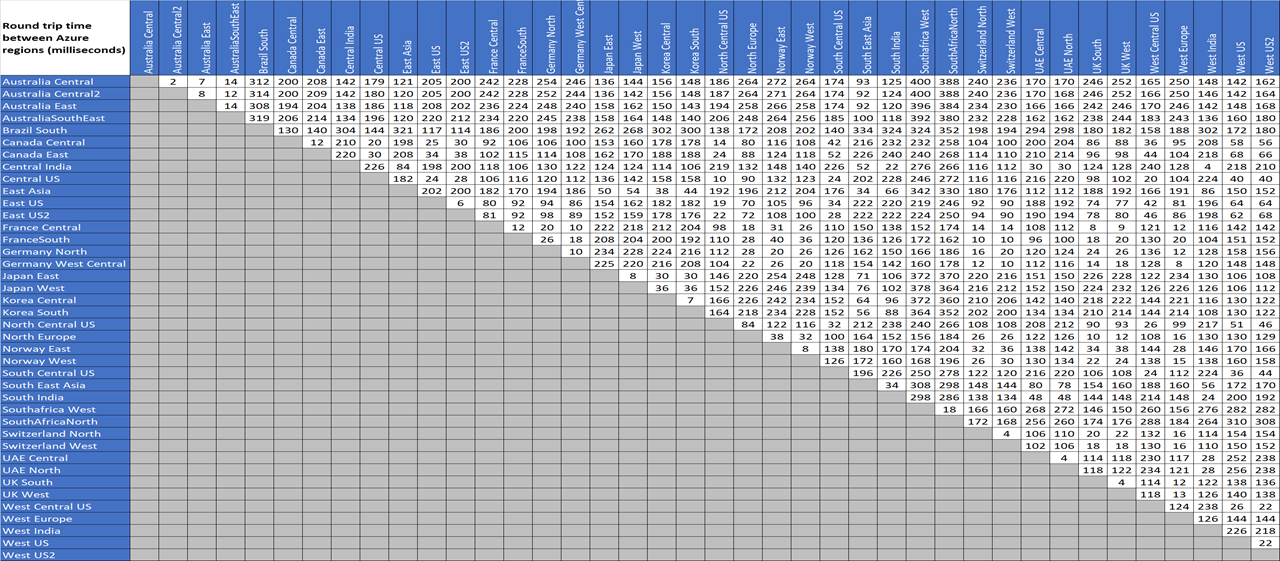 Round trip time
between Azure
regions (milliseconds)
Australia Central
Australia Central2
Australia East
AustraliaSouthEast
Brazil South
Canada Central
Canada East
Central India
Central US
East Asia
East US
East US2
France Central
FranceSouth
Germany North
Germany West Cen
Japan East
Japan West
Korea Central
Korea South
North Central US
North Europe
Norway East
Norway West
South Central US
South East Asia
South India
Southafrica West
SouthAfricaNorth
Switzerland North
Switzerland West
UAE Central
UAE North
UK South
UK West
West Central US
West Europe
West India
West US
West US2
Australia Central 2 7 14 312 200 208 142 179 121 205 200 242 228 254 246 136 144 156 148 186 264 272 264 174 93 125 400 388 240 236 170 170 246 252 165 250 148 142 162
Australia Central2 8 12 314 200 209 142 180 120 205 200 242 228 252 244 136 142 156 148 187 264 271 264 174 92 124 400 388 240 236 170 168 246 252 166 250 146 142 164
Australia East 14 308 194 204 138 186 118 208 202 236 224 248 240 158 162 150 143 194 258 266 258 174 92 120 396 384 234 230 166 166 242 246 170 246 142 148 168
AustraliaSouthEast 319 206 214 134 196 120 220 212 234 220 245 238 158 164 148 140 206 248 264 256 185 100 118 392 380 232 228 162 162 238 244 183 243 136 160 180
Brazil South 130 140 304 144 321 117 114 186 200 198 192 262 268 302 300 138 172 208 202 140 334 324 324 352 198 194 294 298 180 182 158 188 302 172 180
Canada Central 12 210 20 198 25 30 92 106 106 100 153 160 178 178 14 80 116 108 42 216 232 232 258 104 100 200 204 86 88 36 95 208 58 56
Canada East 220 30 208 34 38 102 115 114 108 162 170 188 188 24 88 124 118 52 226 240 240 268 114 110 210 214 96 98 44 104 218 68 66
Central India 226 84 198 200 118 106 130 122 124 124 114 106 219 132 148 140 226 52 22 276 266 116 112 30 30 124 128 240 128 4 218 210
Central US 182 24 28 106 116 120 112 136 142 158 158 10 90 132 123 24 202 228 246 272 116 116 216 220 98 102 20 104 224 40 40
East Asia 202 200 182 170 194 186 50 54 38 44 192 196 212 204 176 34 66 342 330 180 176 112 112 188 192 166 191 86 150 152
East US 6 80 92 94 86 154 162 182 182 19 70 105 96 34 222 220 219 246 92 90 188 192 74 77 42 81 196 64 64
East US2 81 92 98 89 152 159 178 176 22 72 108 100 28 222 222 224 250 94 90 190 194 78 80 46 86 198 62 68
France Central 12 20 10 222 218 212 204 98 18 31 26 110 150 138 152 174 14 14 108 112 8 9 121 12 116 142 142
FranceSouth 26 18 208 204 200 192 110 28 40 36 120 136 126 172 162 10 10 96 100 18 20 130 20 104 151 152
Germany North 10 234 228 224 216 112 28 20 26 126 162 150 166 186 16 20 120 124 24 26 136 12 128 158 156
Germany West Central 225 220 216 208 104 22 26 20 118 154 142 160 178 12 10 112 116 14 18 128 8 120 148 148
Japan East 8 30 30 146 220 254 248 128 71 106 372 370 220 216 151 150 226 228 122 234 130 106 108
Japan West 36 36 152 226 246 239 134 76 102 378 364 216 212 152 150 224 232 126 226 126 106 112
Korea Central 7 166 226 242 234 152 64 96 372 360 210 206 142 140 218 222 144 221 116 130 122
Korea South 164 218 234 228 152 56 88 364 352 202 200 134 134 210 214 144 214 108 130 122
North Central US 84 122 116 32 212 238 240 266 108 108 208 212 90 93 26 99 217 51 46
North Europe 38 32 100 164 152 156 184 26 26 122 126 10 12 108 16 130 130 129
Norway East 8 138 180 170 174 204 32 36 138 142 34 38 144 28 146 170 166
Norway West 126 172 160 168 196 26 30 130 134 22 24 138 15 138 160 158
South Central US 196 226 250 278 122 120 216 220 106 108 24 112 224 36 44
South East Asia 34 308 298 148 144 80 78 154 160 188 160 56 172 170
South India 298 286 138 134 48 48 144 148 214 148 24 200 192
Southafrica West 18 166 160 268 272 146 150 260 156 276 282 282
SouthAfricaNorth 172 168 256 260 174 176 288 184 264 310 308
Switzerland North 4 106 110 20 22 132 16 114 154 154
Switzerland West 102 106 18 18 130 16 110 150 152
UAE Central 4 114 118 230 117 28 252 238
UAE North 118 122 234 121 28 256 238
UK South 4 114 12 122 138 136
UK West 118 13 126 140 138
West Central US 124 238 26 22
West Europe 126 144 144
West India 226 218
West US 22
West US2